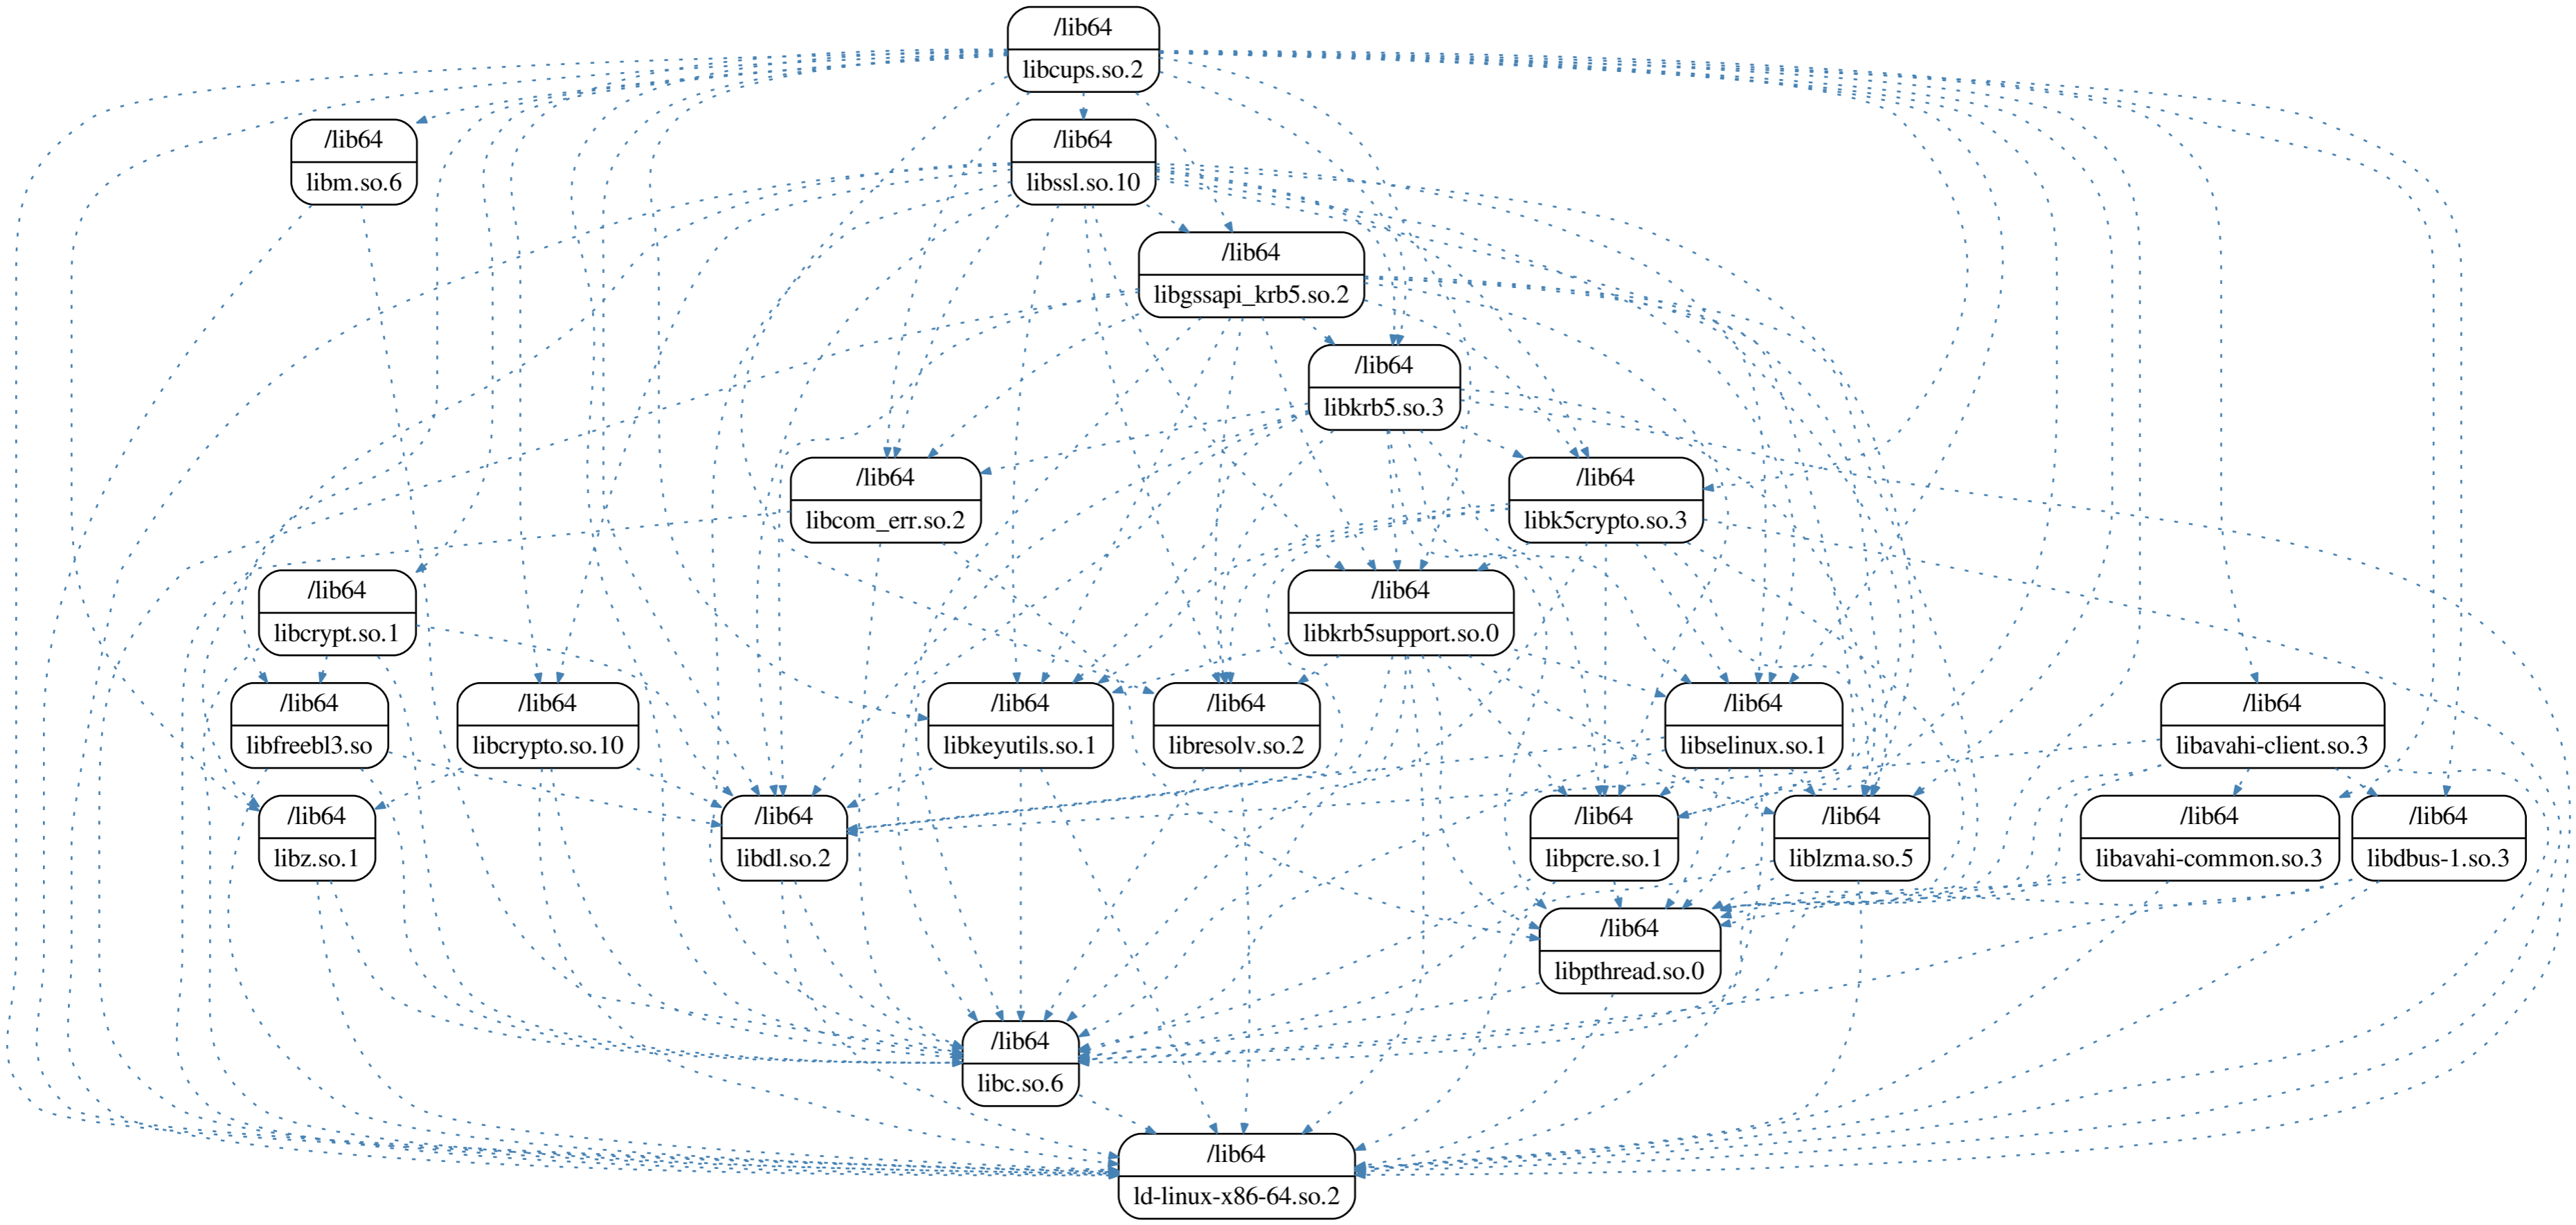 /lib64
libcups.so.2
/lib64
libm.so.6
/lib64
libssl.so.10
/lib64
libgssapi_krb5.so.2
/lib64
libkrb5.so.3
/lib64
libcom_err.so.2
/lib64
libk5crypto.so.3
/lib64
libcrypt.so.1
/lib64
libkrb5support.so.0
/lib64
libfreebl3.so
/lib64
libcrypto.so.10
/lib64
libkeyutils.so.1
/lib64
libresolv.so.2
/lib64
libselinux.so.1
/lib64
libavahi-client.so.3
/lib64
libz.so.1
/lib64
libdl.so.2
/lib64
libpcre.so.1
/lib64
liblzma.so.5
/lib64
libavahi-common.so.3
/lib64
libdbus-1.so.3
/lib64
libpthread.so.0
/lib64
libc.so.6
/lib64
ld-linux-x86-64.so.2